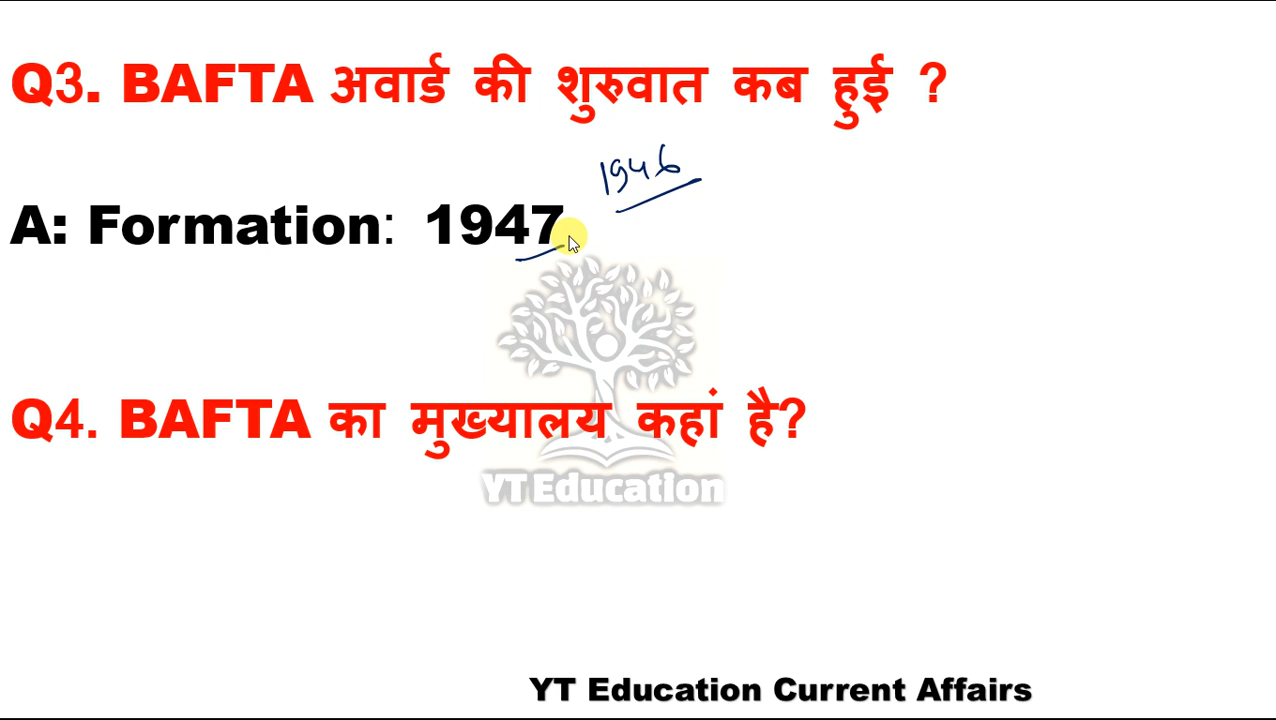 Q3. BAFTA अवार्ड की शुरुवात कब हुई ?
1946
A: Formation: 1947
Q4. BAFTA का मुख्यालय कहां है?
YT Education
YT Education Current Affairs